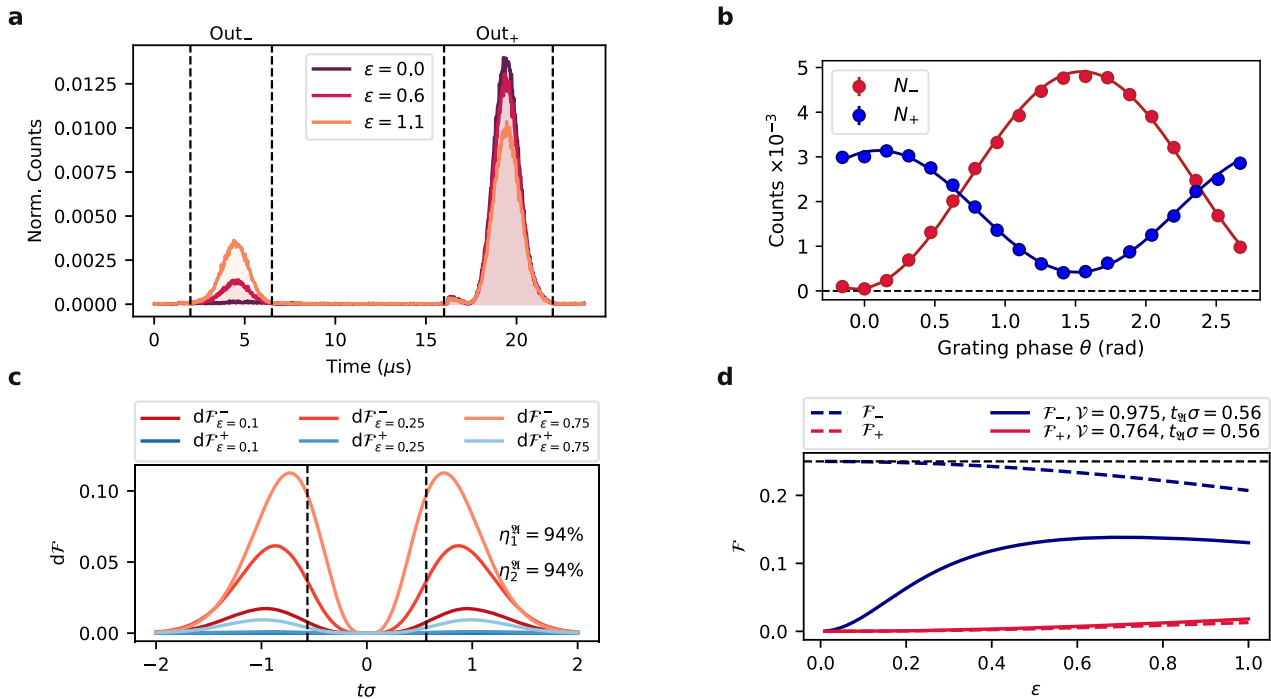 a
Out₋ Out₊
ε = 0.0
ε = 0.6
ε = 1.1
Norm. Counts
0.0125
0.0100
0.0075
0.0050
0.0025
0.0000
0 5 10 15 20
Time (μs)
b
N₋
N₊
Counts ×10⁻³
5
4
3
2
1
0
0.0 0.5 1.0 1.5 2.0 2.5
Grating phase θ (rad)
c
dℱ⁻_{ε=0.1} dℱ⁻_{ε=0.25} dℱ⁻_{ε=0.75}
dℱ⁺_{ε=0.1} dℱ⁺_{ε=0.25} dℱ⁺_{ε=0.75}
dℱ
0.10
0.05
0.00
η₁^𝔄 = 94%
η₂^𝔄 = 94%
−2 −1 0 1 2
tσ
d
ℱ₋ ℱ₋, 𝒱 = 0.975, t_𝔄σ = 0.56
ℱ₊ ℱ₊, 𝒱 = 0.764, t_𝔄σ = 0.56
ℱ
0.2
0.1
0.0
0.0 0.2 0.4 0.6 0.8 1.0
ε